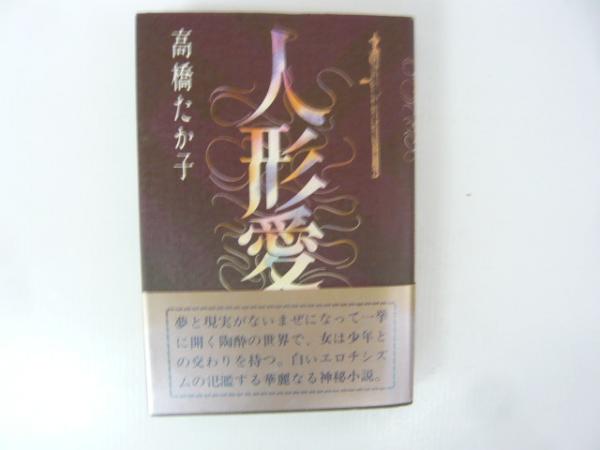 高橋たか子
人形愛
夢と現実がないまぜになって一挙
に開く陶酔の世界で、女は少年と
の交わりを持つ。白いエロチシズ
ムの氾濫する華麗なる神秘小説。